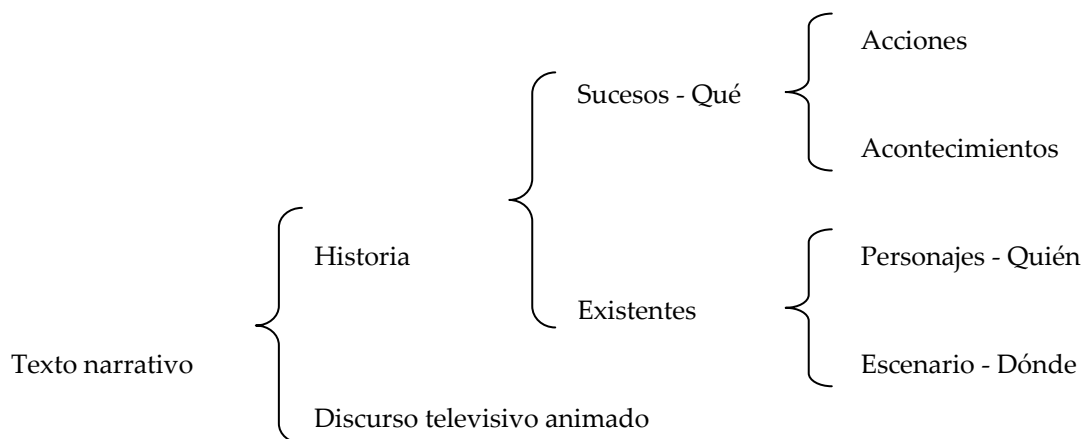 Acciones
Sucesos - Qué
Acontecimientos
Historia
Personajes - Quién
Existentes
Texto narrativo
Escenario - Dónde
Discurso televisivo animado